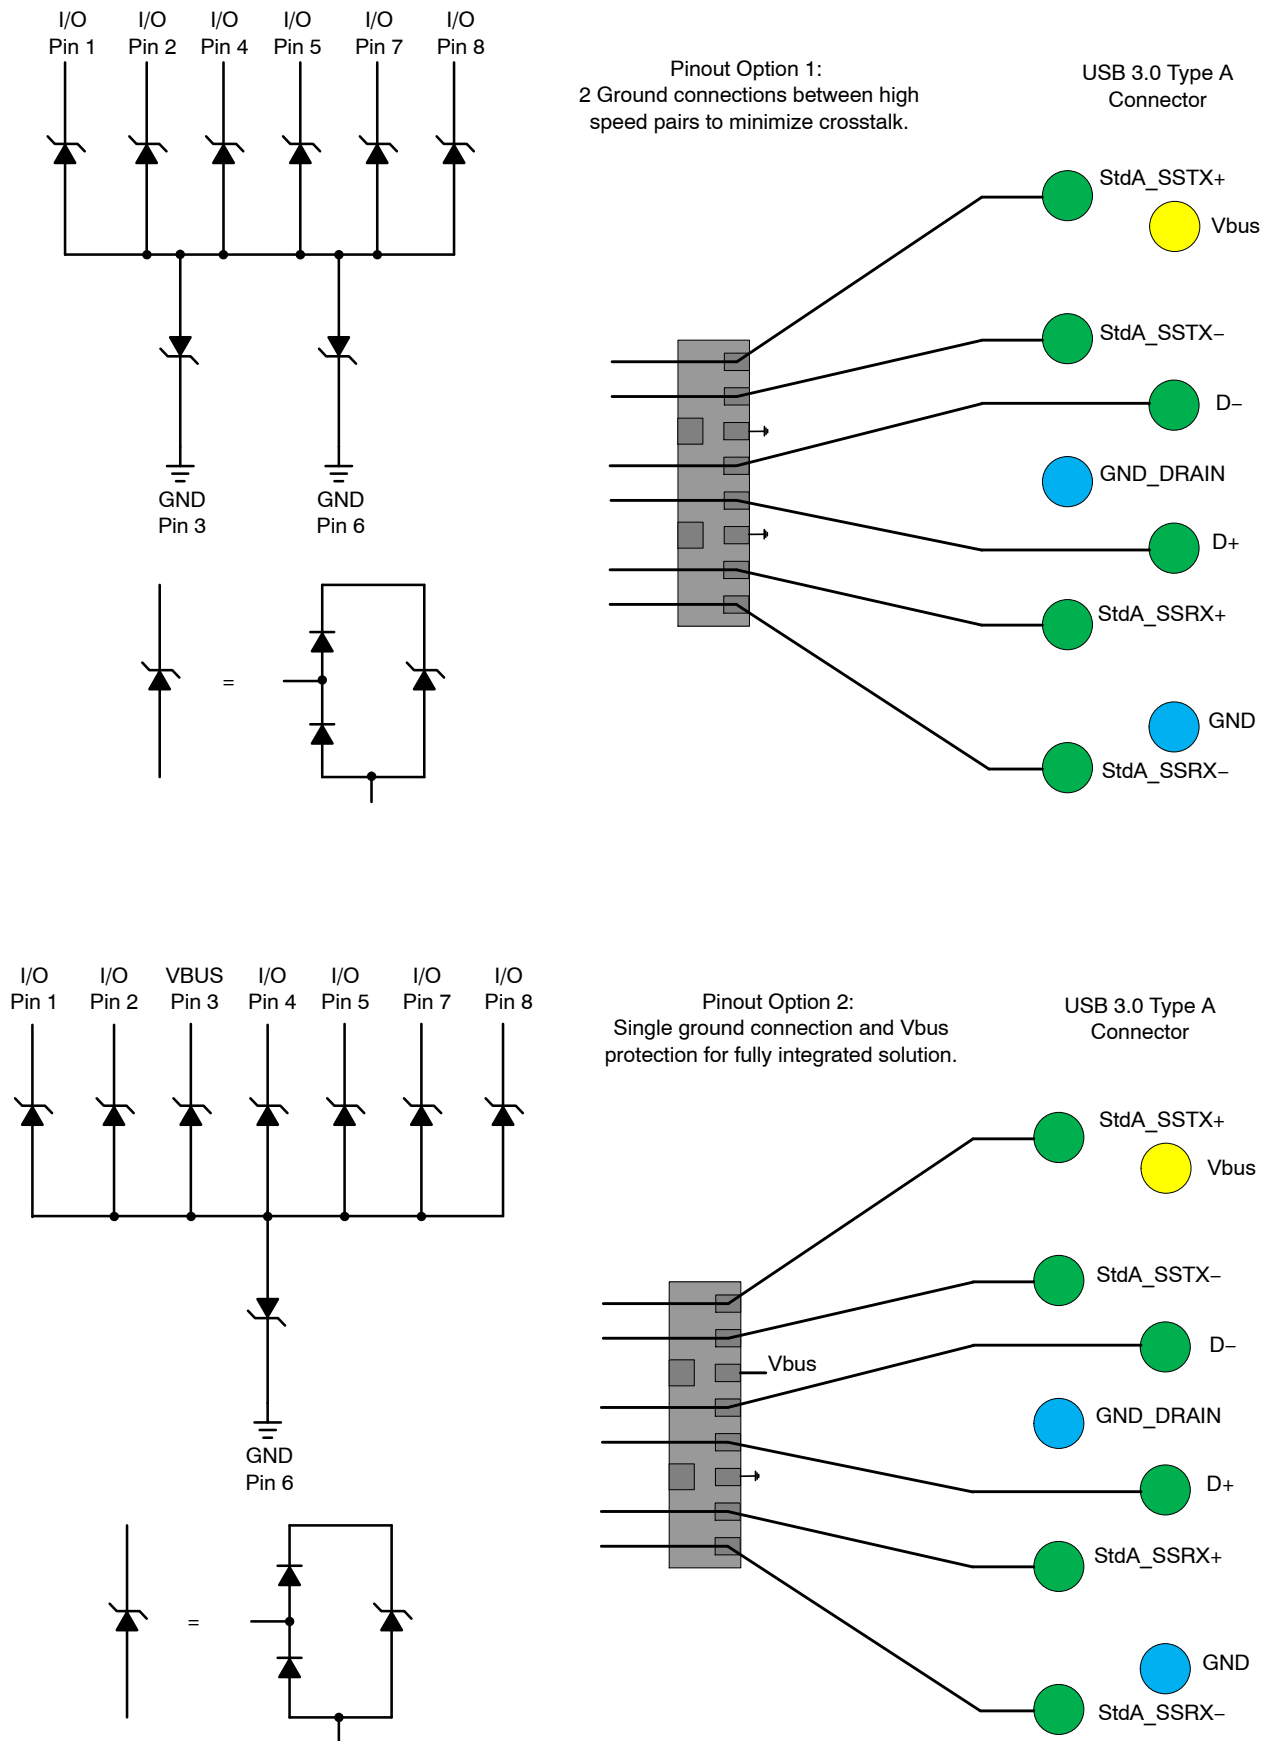 I/O I/O I/O I/O I/O I/O
Pin 1 Pin 2 Pin 4 Pin 5 Pin 7 Pin 8
GND GND
Pin 3 Pin 6
=
Pinout Option 1:
2 Ground connections between high
speed pairs to minimize crosstalk.
USB 3.0 Type A
Connector
StdA_SSTX+
Vbus
StdA_SSTX−
D−
GND_DRAIN
D+
StdA_SSRX+
GND
StdA_SSRX−
I/O I/O VBUS I/O I/O I/O I/O
Pin 1 Pin 2 Pin 3 Pin 4 Pin 5 Pin 7 Pin 8
GND
Pin 6
=
Pinout Option 2:
Single ground connection and Vbus
protection for fully integrated solution.
USB 3.0 Type A
Connector
StdA_SSTX+
Vbus
StdA_SSTX−
D−
Vbus
GND_DRAIN
D+
StdA_SSRX+
GND
StdA_SSRX−